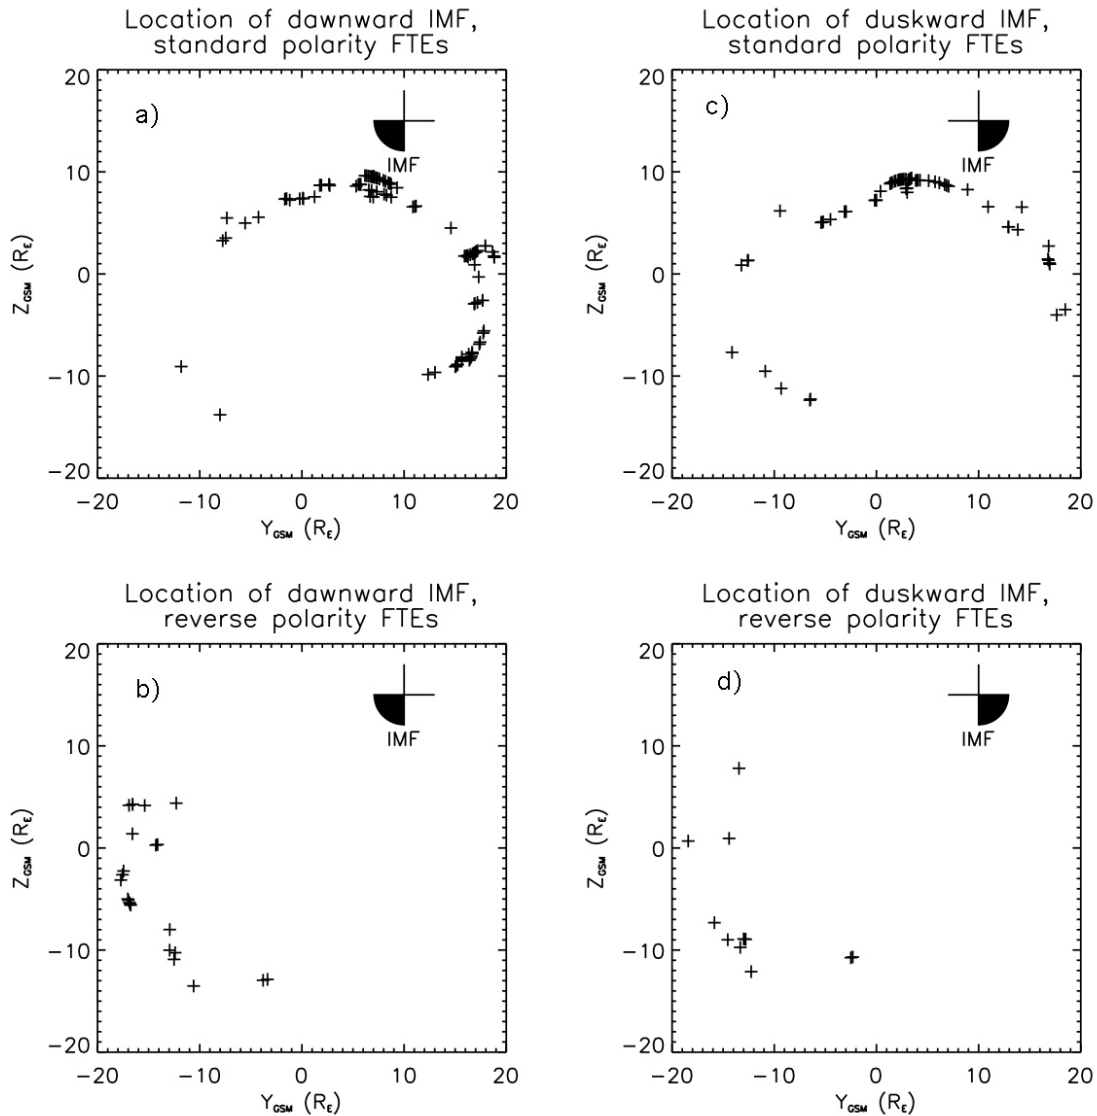 Location of dawnward IMF,
standard polarity FTEs
a)
IMF
20
10
0
−10
−20
Z_GSM (R_E)
−20 −10 0 10 20
Y_GSM (R_E)
Location of duskward IMF,
standard polarity FTEs
c)
IMF
20
10
0
−10
−20
Z_GSM (R_E)
−20 −10 0 10 20
Y_GSM (R_E)
Location of dawnward IMF,
reverse polarity FTEs
b)
IMF
20
10
0
−10
−20
Z_GSM (R_E)
−20 −10 0 10 20
Y_GSM (R_E)
Location of duskward IMF,
reverse polarity FTEs
d)
IMF
20
10
0
−10
−20
Z_GSM (R_E)
−20 −10 0 10 20
Y_GSM (R_E)